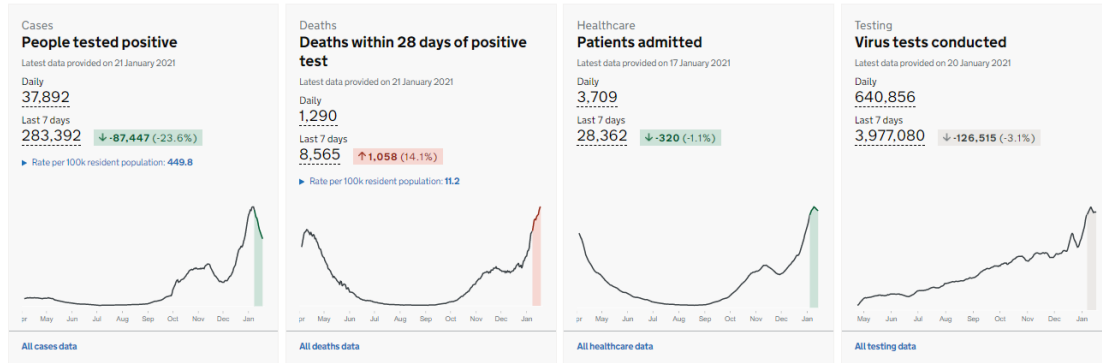 Cases
People tested positive
Latest data provided on 21 January 2021
Daily
37,892
Last 7 days
283,392 ↓-87,447 (-23.6%)
▶ Rate per 100k resident population: 449.8
pr May Jun Jul Aug Sep Oct Nov Dec Jan
All cases data
Deaths
Deaths within 28 days of positive
test
Latest data provided on 21 January 2021
Daily
1,290
Last 7 days
8,565 ↑1,058 (14.1%)
▶ Rate per 100k resident population: 11.2
pr May Jun Jul Aug Sep Oct Nov Dec Jan
All deaths data
Healthcare
Patients admitted
Latest data provided on 17 January 2021
Daily
3,709
Last 7 days
28,362 ↓-320 (-1.1%)
Apr May Jun Jul Aug Sep Oct Nov Dec Jan
All healthcare data
Testing
Virus tests conducted
Latest data provided on 20 January 2021
Daily
640,856
Last 7 days
3,977,080 ↓-126,515 (-3.1%)
May Jun Jul Aug Sep Oct Nov Dec Jan
All testing data